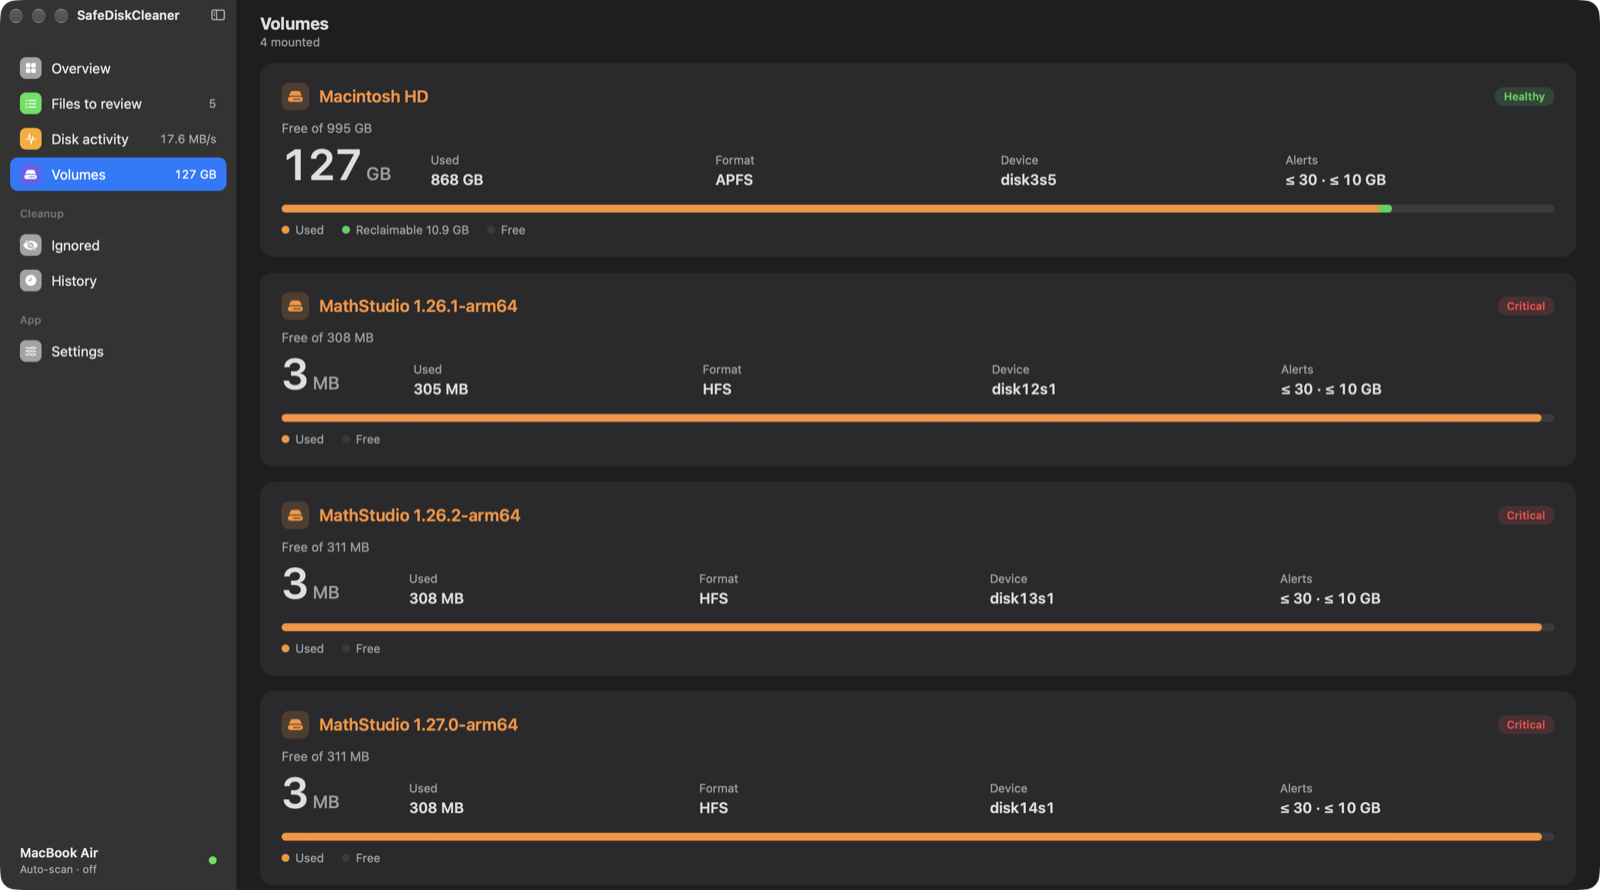 SafeDiskCleaner
Overview
Files to review 5
Disk activity 17.6 MB/s
Volumes 127 GB
Cleanup
Ignored
History
App
Settings
MacBook Air
Auto-scan · off
Volumes
4 mounted
Macintosh HD Healthy
Free of 995 GB
127 GB
Used Format Device Alerts
868 GB APFS disk3s5 ≤ 30 · ≤ 10 GB
Used Reclaimable 10.9 GB Free
MathStudio 1.26.1-arm64 Critical
Free of 308 MB
3 MB
Used Format Device Alerts
305 MB HFS disk12s1 ≤ 30 · ≤ 10 GB
Used Free
MathStudio 1.26.2-arm64 Critical
Free of 311 MB
3 MB
Used Format Device Alerts
308 MB HFS disk13s1 ≤ 30 · ≤ 10 GB
Used Free
MathStudio 1.27.0-arm64 Critical
Free of 311 MB
3 MB
Used Format Device Alerts
308 MB HFS disk14s1 ≤ 30 · ≤ 10 GB
Used Free